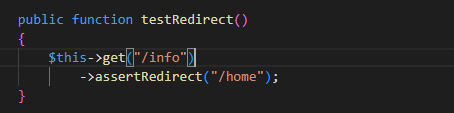 public function testRedirect()
{
    $this->get("/info")
        ->assertRedirect("/home");
}